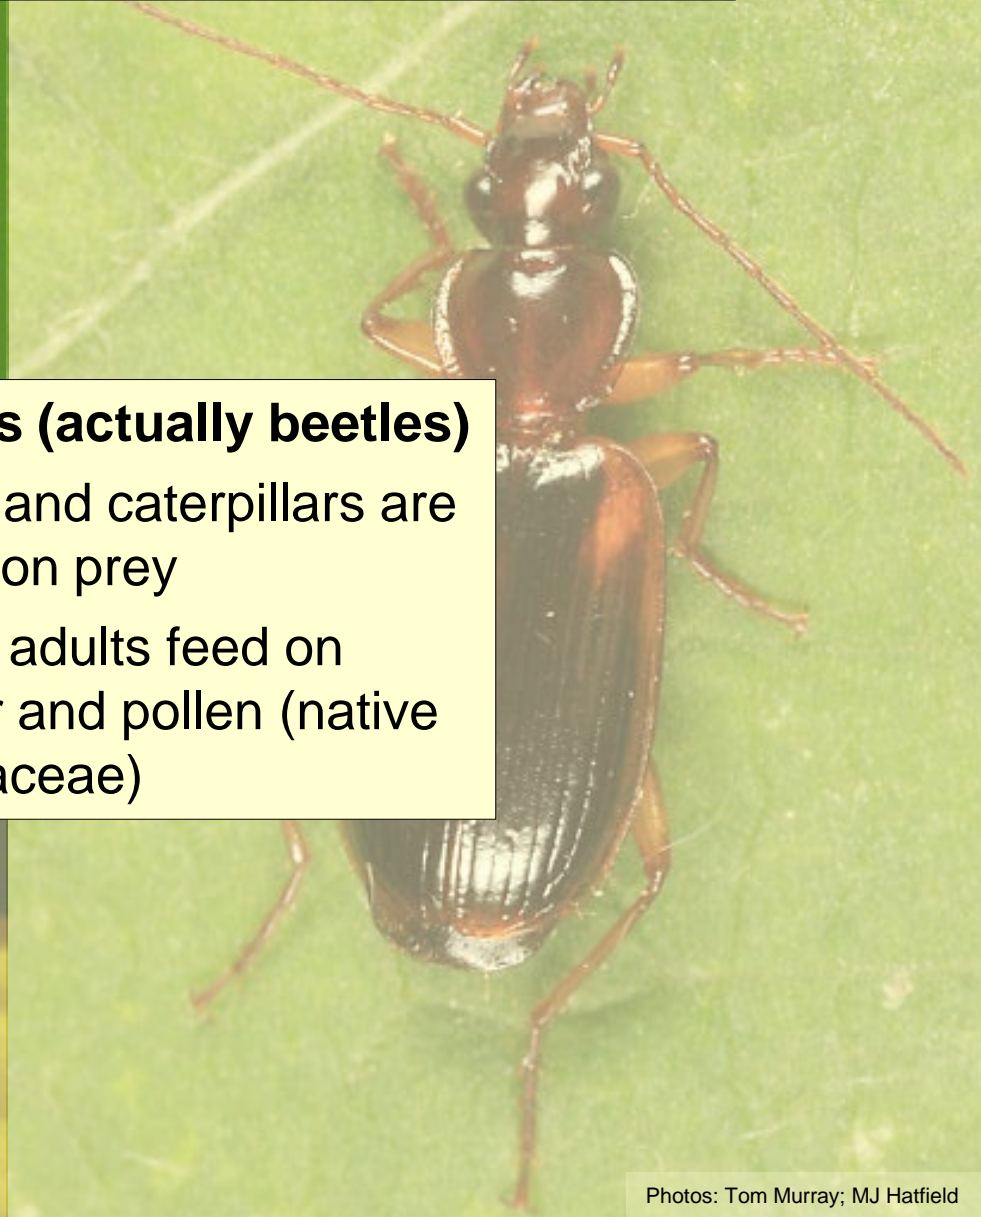 s (actually beetles)
and caterpillars are
on prey
adults feed on
and pollen (native
aceae)
Photos: Tom Murray; MJ Hatfield